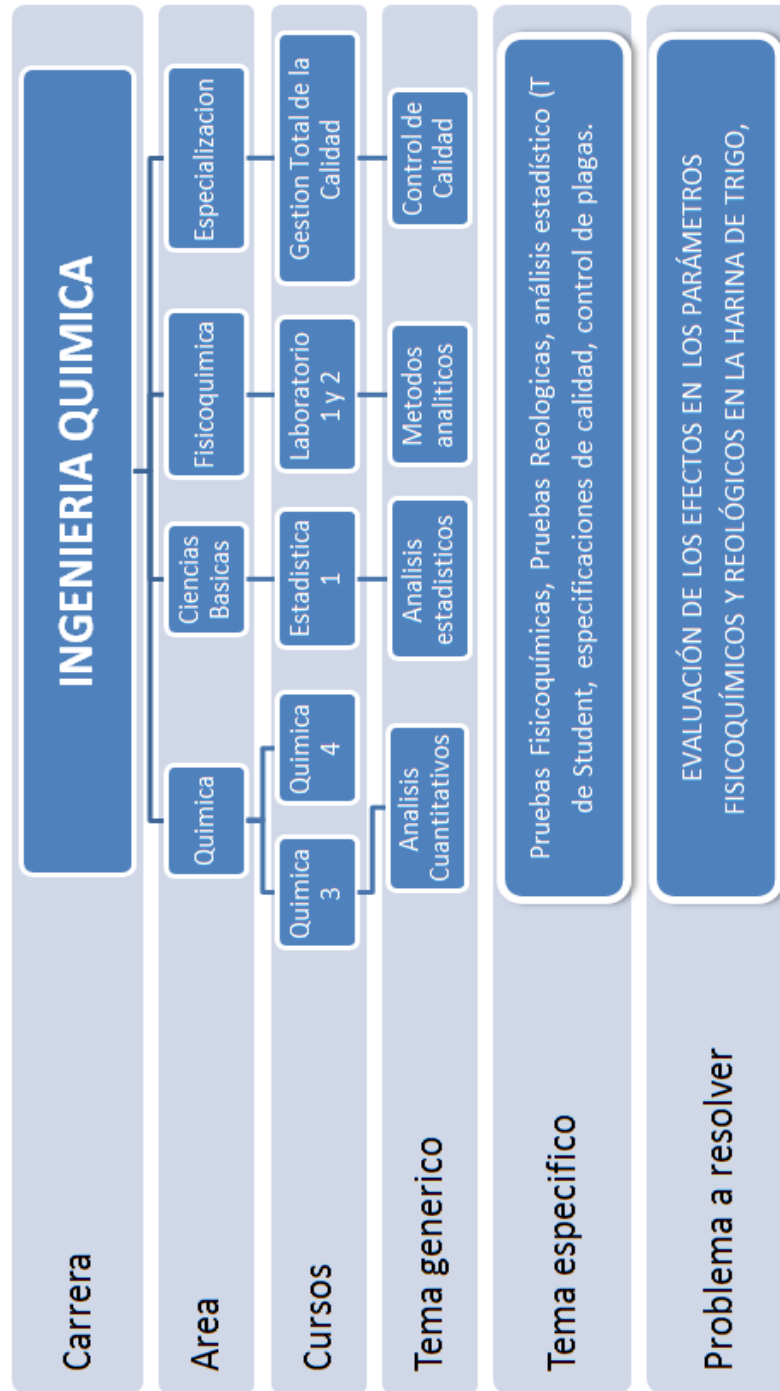 Carrera
INGENIERIA QUIMICA
Area
Quimica
Ciencias
Basicas
Fisicoquimica
Especializacion
Cursos
Quimica
3
Quimica
4
Estadistica
1
Laboratorio
1 y 2
Gestion Total de la
Calidad
Tema generico
Analisis
Cuantitativos
Analisis
estadisticos
Metodos
analiticos
Control de
Calidad
Tema especifico
Pruebas Fisicoquímicas, Pruebas Reologicas, análisis estadístico (T
de Student, especificaciones de calidad, control de plagas.
Problema a resolver
EVALUACIÓN DE LOS EFECTOS EN LOS PARÁMETROS
FISICOQUÍMICOS Y REOLÓGICOS EN LA HARINA DE TRIGO,